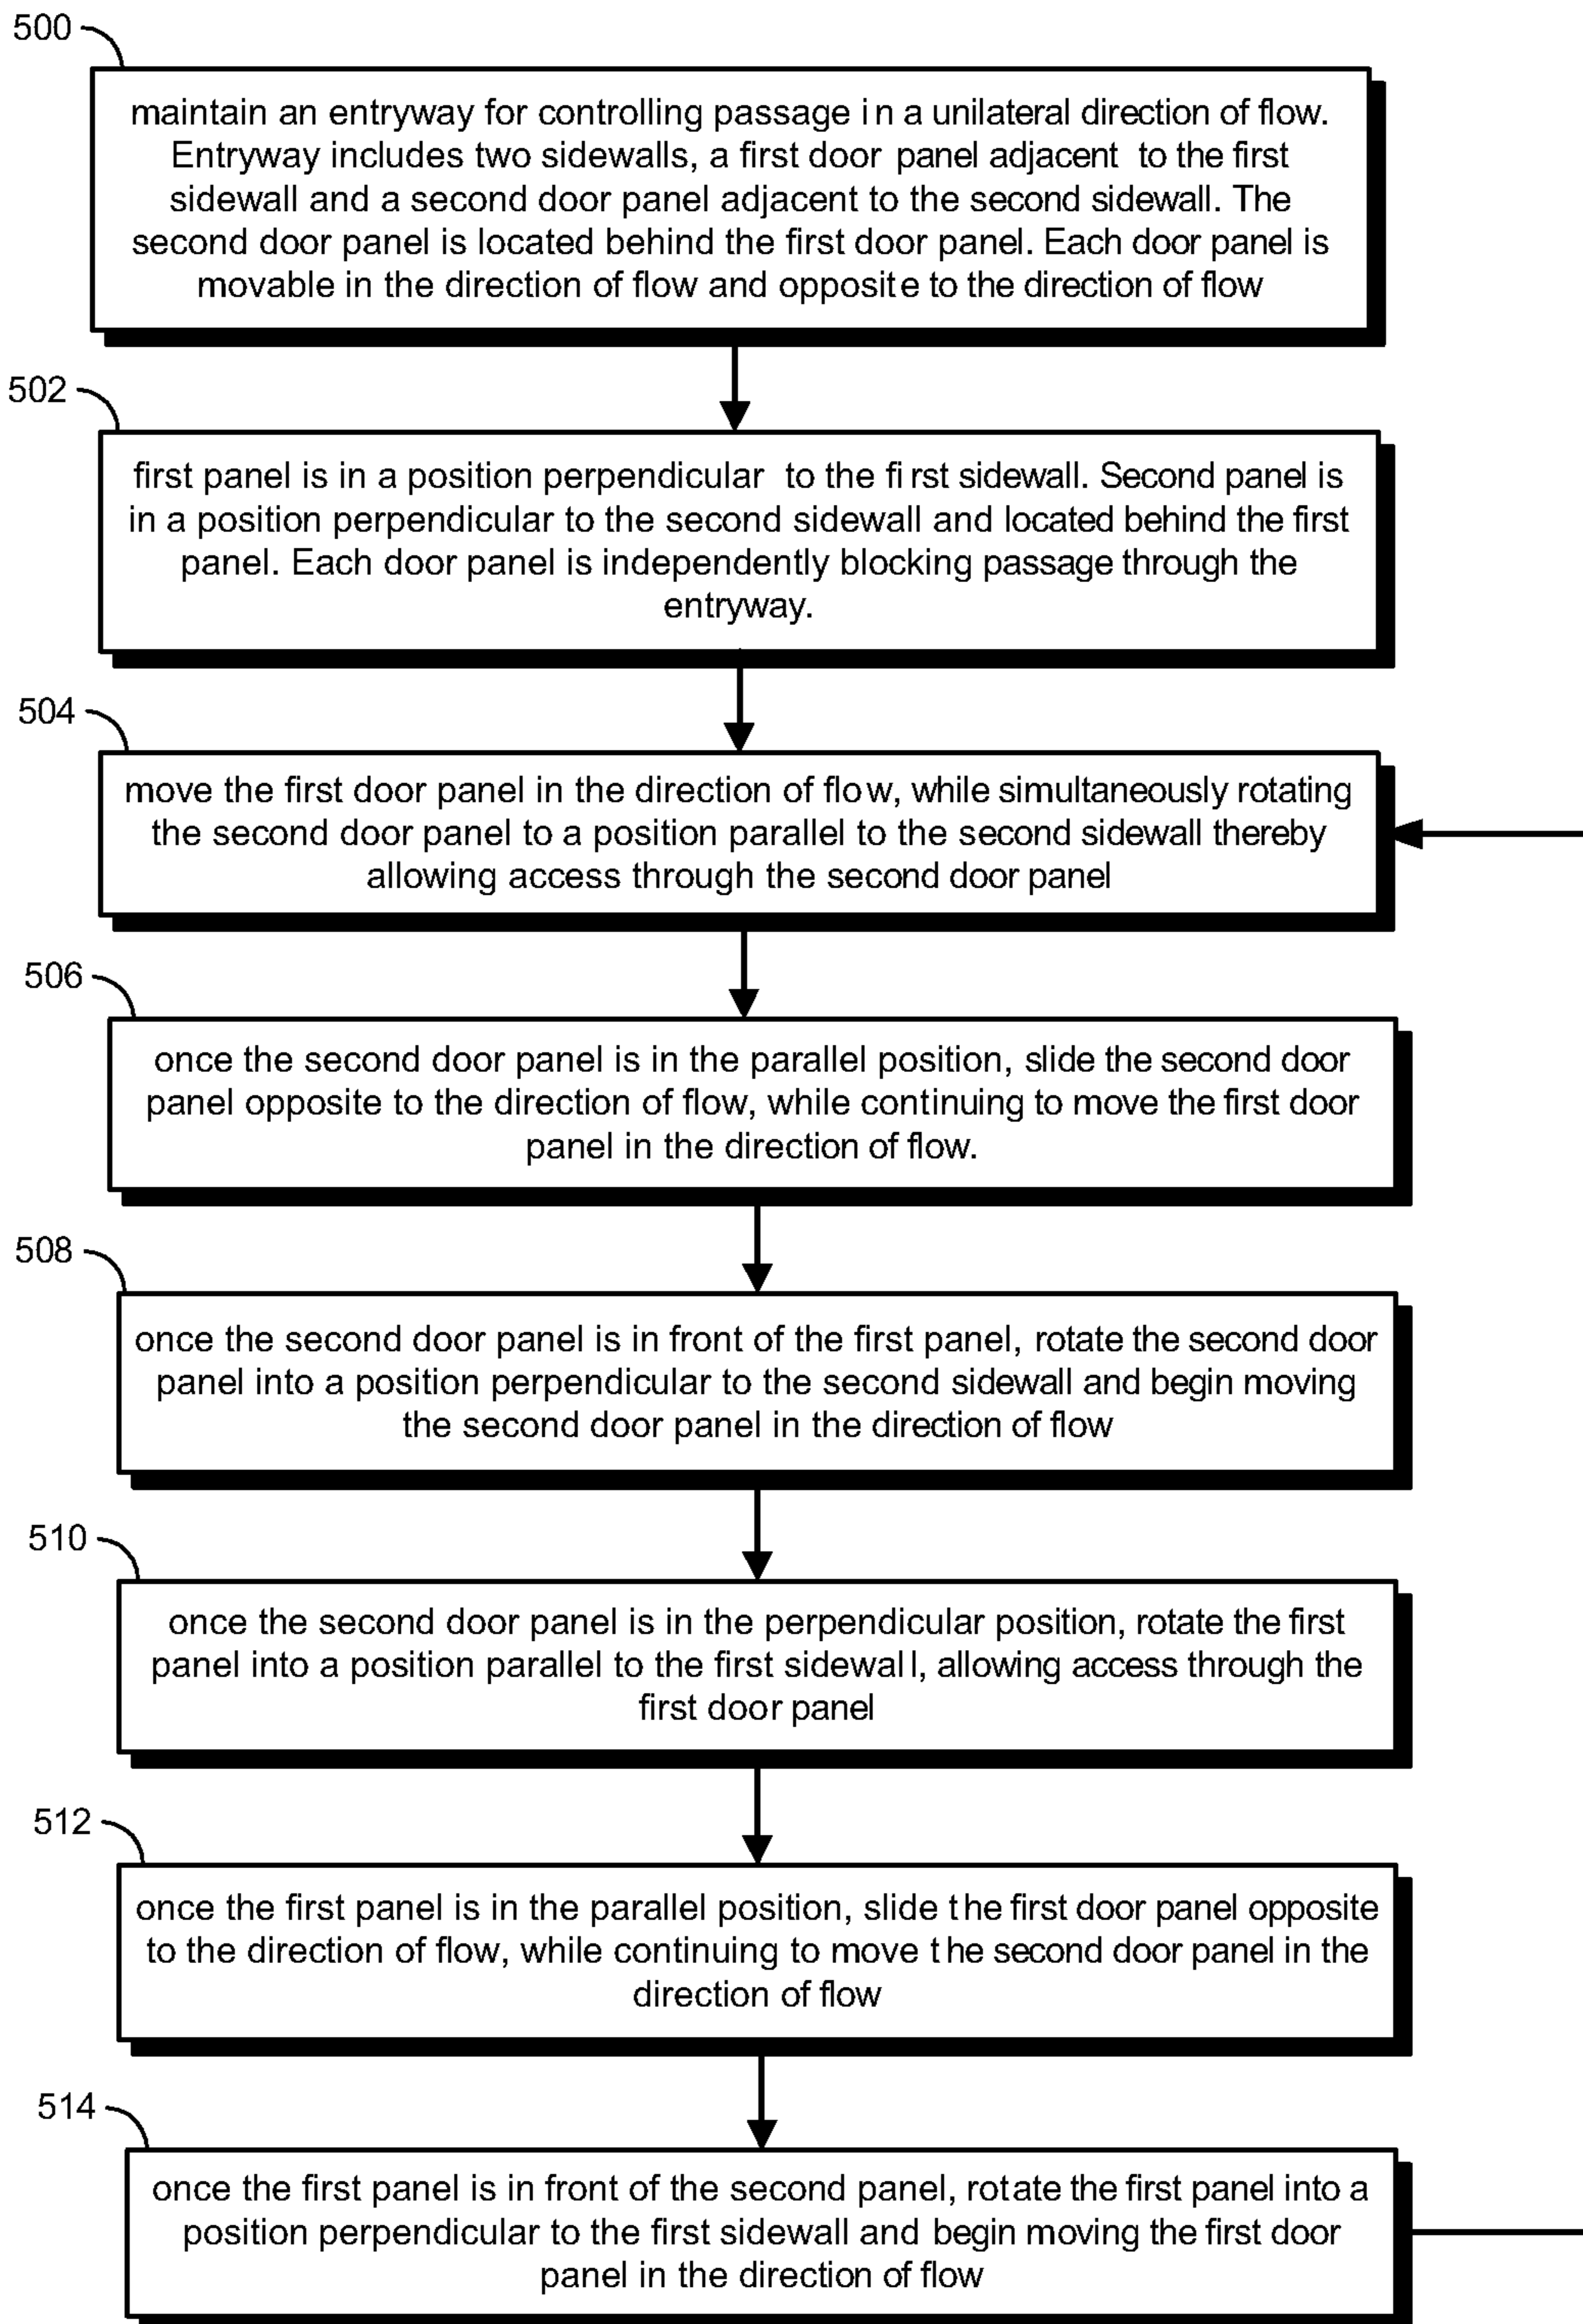 500
maintain an entryway for controlling passage in a unilateral direction of flow.
Entryway includes two sidewalls, a first door panel adjacent to the first
sidewall and a second door panel adjacent to the second sidewall. The
second door panel is located behind the first door panel. Each door panel is
movable in the direction of flow and opposite to the direction of flow
502
first panel is in a position perpendicular to the first sidewall. Second panel is
in a position perpendicular to the second sidewall and located behind the first
panel. Each door panel is independently blocking passage through the
entryway.
504
move the first door panel in the direction of flow, while simultaneously rotating
the second door panel to a position parallel to the second sidewall thereby
allowing access through the second door panel
506
once the second door panel is in the parallel position, slide the second door
panel opposite to the direction of flow, while continuing to move the first door
panel in the direction of flow.
508
once the second door panel is in front of the first panel, rotate the second door
panel into a position perpendicular to the second sidewall and begin moving
the second door panel in the direction of flow
510
once the second door panel is in the perpendicular position, rotate the first
panel into a position parallel to the first sidewall, allowing access through the
first door panel
512
once the first panel is in the parallel position, slide the first door panel opposite
to the direction of flow, while continuing to move the second door panel in the
direction of flow
514
once the first panel is in front of the second panel, rotate the first panel into a
position perpendicular to the first sidewall and begin moving the first door
panel in the direction of flow